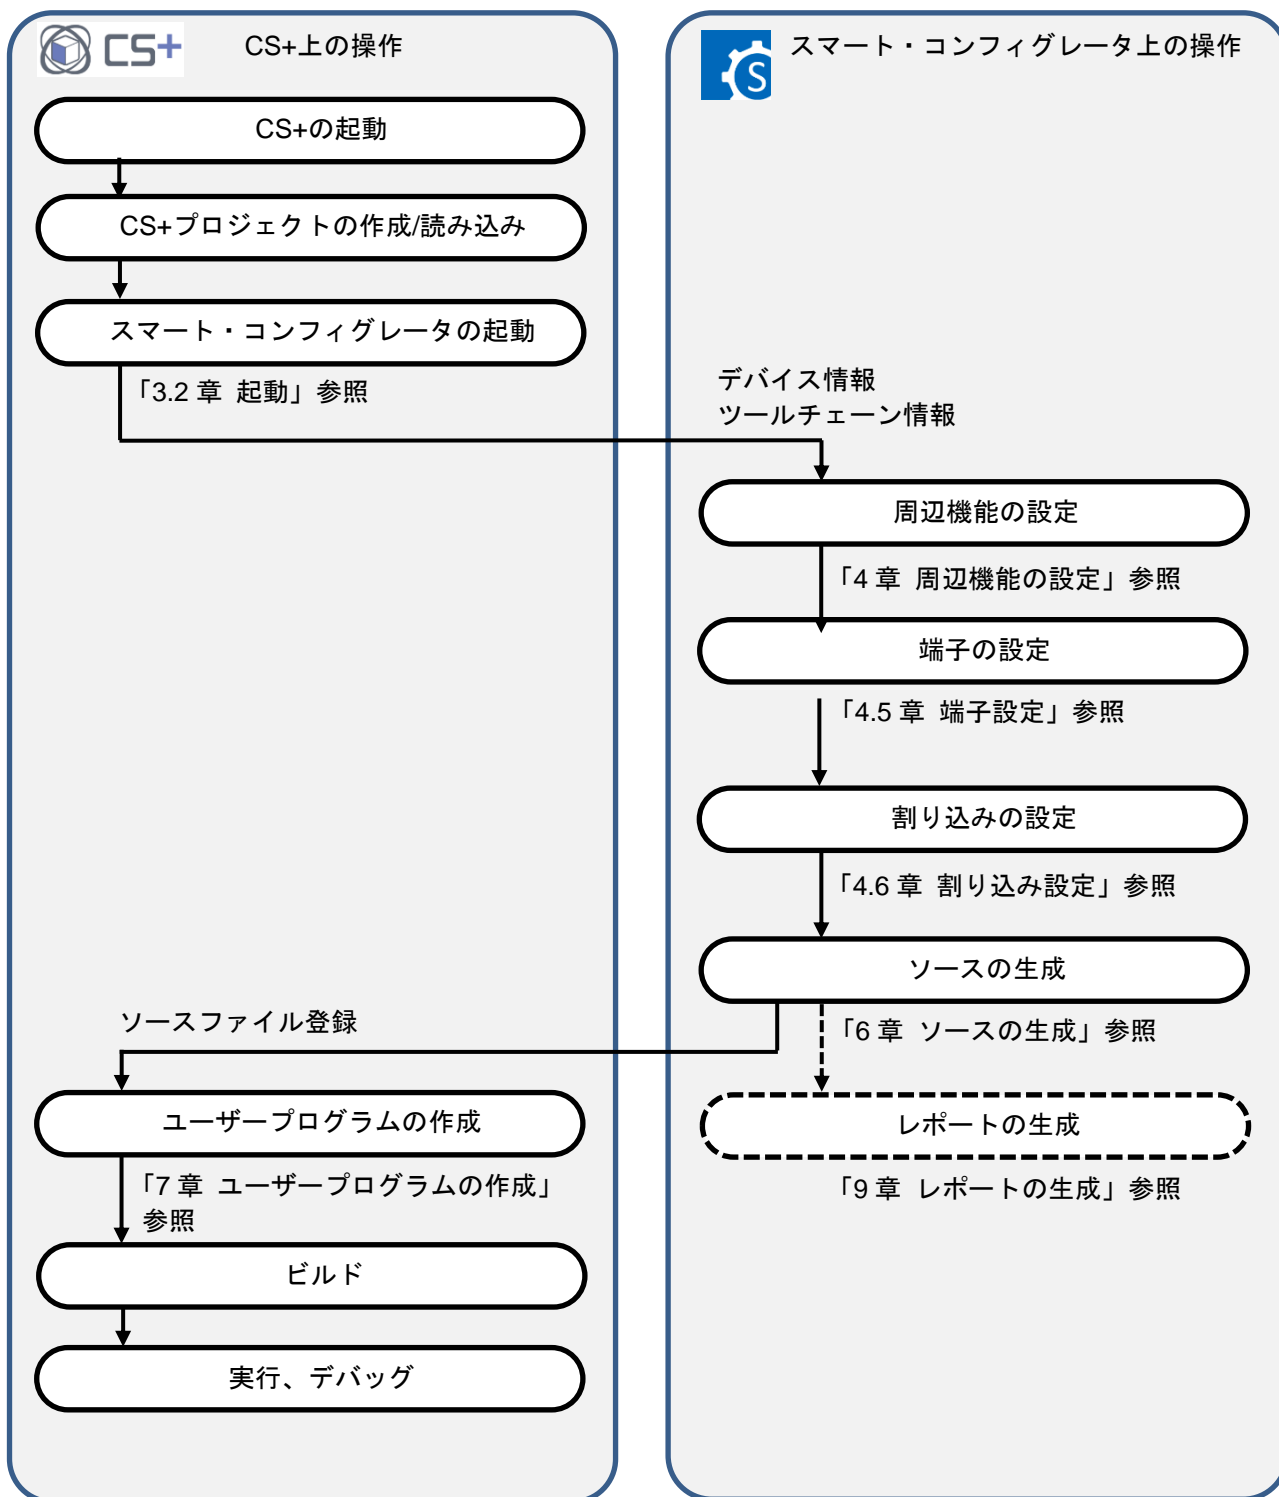 CS+
CS+上の操作
CS+の起動
CS+プロジェクトの作成/読み込み
スマート・コンフィグレータの起動
「3.2 章 起動」参照
ソースファイル登録
ユーザープログラムの作成
「7 章 ユーザープログラムの作成」
参照
ビルド
実行、デバッグ
S
スマート・コンフィグレータ上の操作
デバイス情報
ツールチェーン情報
周辺機能の設定
「4 章 周辺機能の設定」参照
端子の設定
「4.5 章 端子設定」参照
割り込みの設定
「4.6 章 割り込み設定」参照
ソースの生成
「6 章 ソースの生成」参照
レポートの生成
「9 章 レポートの生成」参照